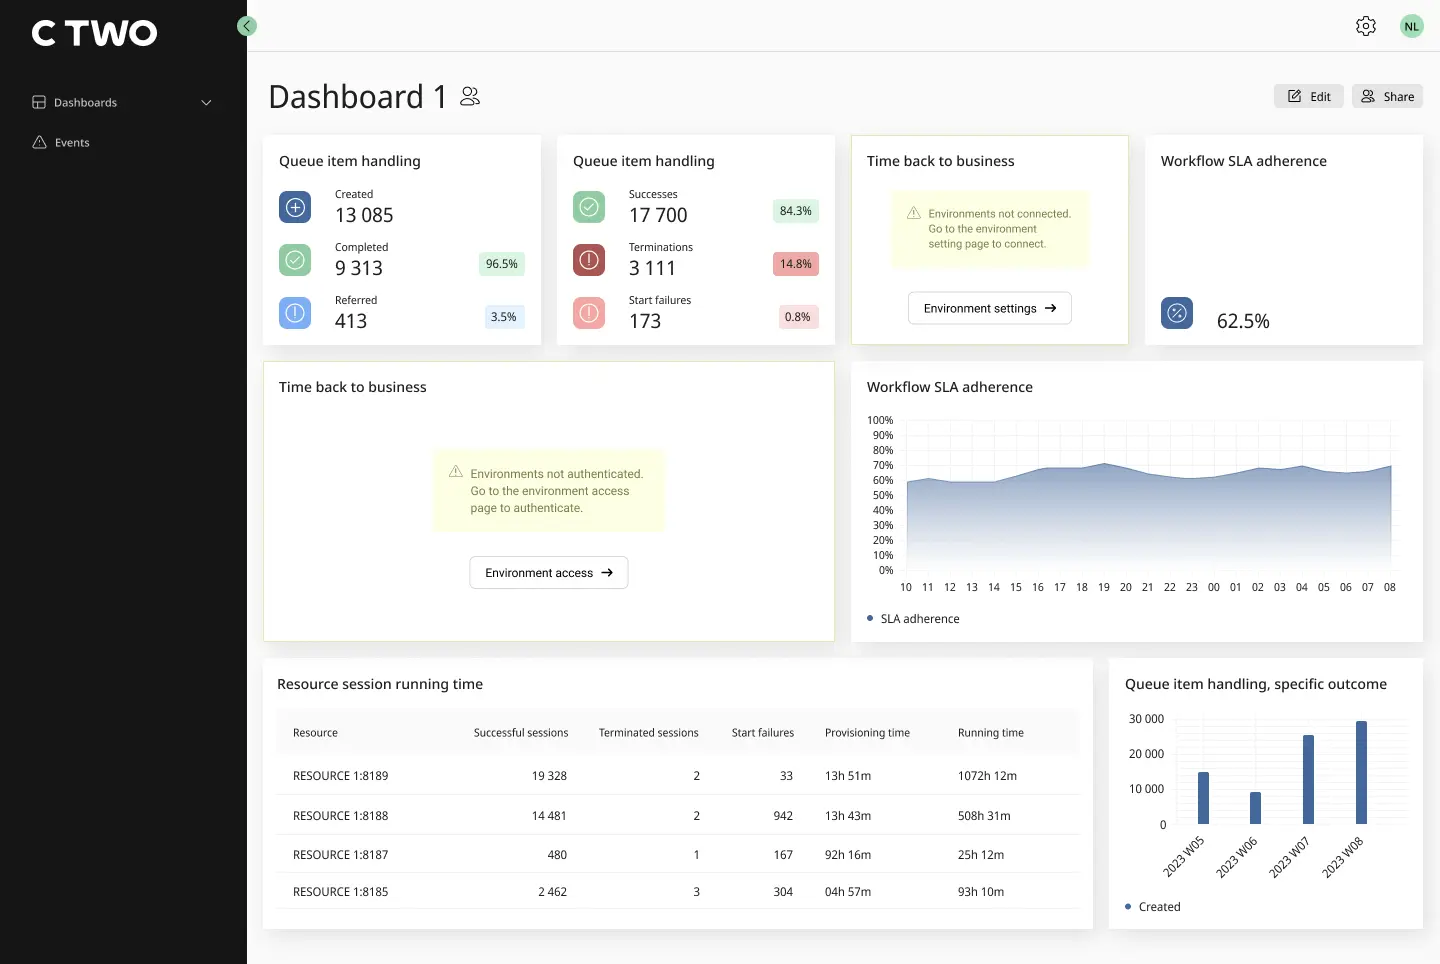 C TWO
NL
Dashboards
Events
Dashboard 1
Edit
Share
Queue item handling
Created
13 085
Completed
9 313
96.5%
Referred
413
3.5%
Queue item handling
Successes
17 700
84.3%
Terminations
3 111
14.8%
Start failures
173
0.8%
Time back to business
Environments not connected.
Go to the environment
setting page to connect.
Environment settings
Workflow SLA adherence
62.5%
Time back to business
Environments not authenticated.
Go to the environment access
page to authenticate.
Environment access
Workflow SLA adherence
100%
90%
80%
70%
60%
50%
40%
30%
20%
10%
0%
10 11 12 13 14 15 16 17 18 19 20 21 22 23 00 01 02 03 04 05 06 07 08
SLA adherence
Resource session running time
Resource Successful sessions Terminated sessions Start failures Provisioning time Running time
RESOURCE 1:8189 19 328 2 33 13h 51m 1072h 12m
RESOURCE 1:8188 14 481 2 942 13h 43m 508h 31m
RESOURCE 1:8187 480 1 167 92h 16m 25h 12m
RESOURCE 1:8185 2 462 3 304 04h 57m 93h 10m
Queue item handling, specific outcome
30 000
20 000
10 000
0
2023 W05 2023 W06 2023 W07 2023 W08
Created